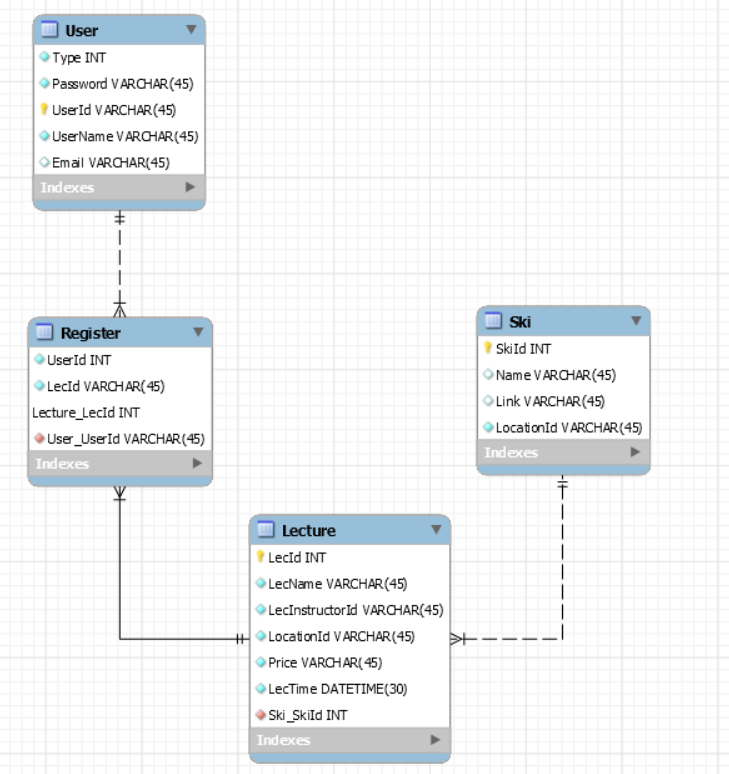 User
Type INT
Password VARCHAR(45)
UserId VARCHAR(45)
UserName VARCHAR(45)
Email VARCHAR(45)
Indexes
Register
UserId INT
LecId VARCHAR(45)
Lecture_LecId INT
User_UserId VARCHAR(45)
Indexes
Ski
SkiId INT
Name VARCHAR(45)
Link VARCHAR(45)
LocationId VARCHAR(45)
Indexes
Lecture
LecId INT
LecName VARCHAR(45)
LecInstructorId VARCHAR(45)
LocationId VARCHAR(45)
Price VARCHAR(45)
LecTime DATETIME(30)
Ski_SkiId INT
Indexes